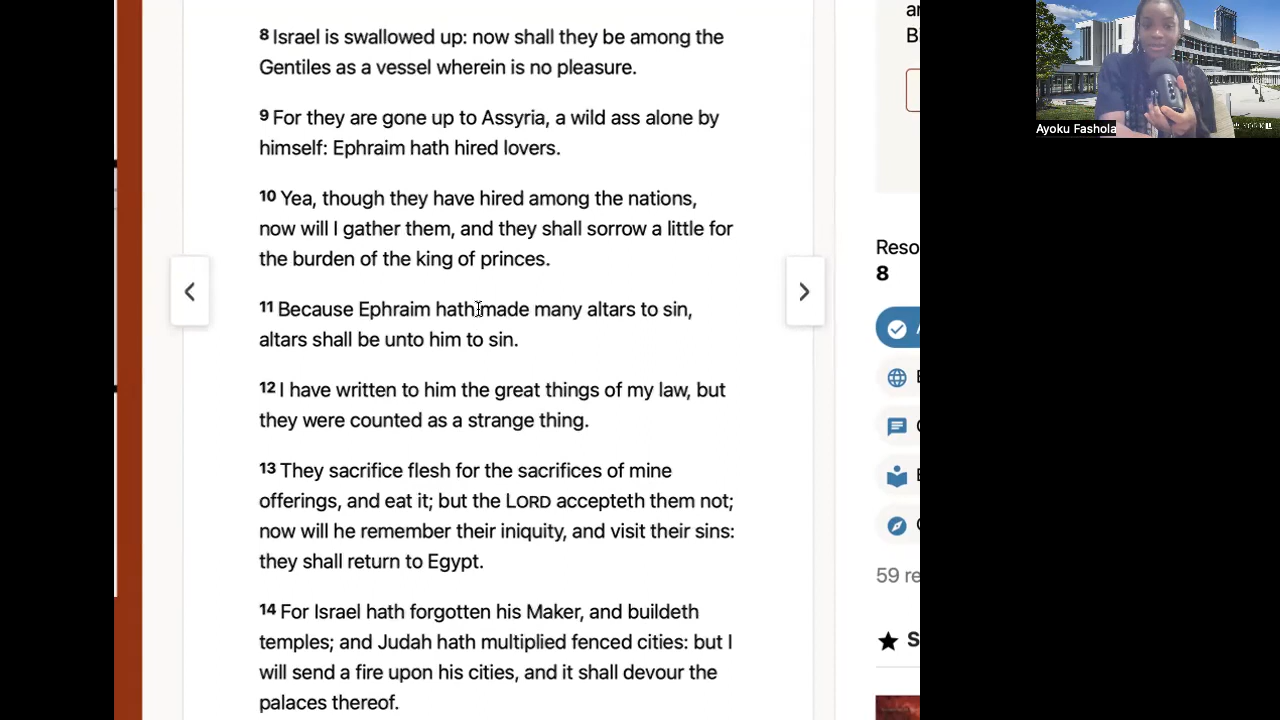 8 Israel is swallowed up: now shall they be among the
Gentiles as a vessel wherein is no pleasure.
9 For they are gone up to Assyria, a wild ass alone by
himself: Ephraim hath hired lovers.
10 Yea, though they have hired among the nations,
now will I gather them, and they shall sorrow a little for
the burden of the king of princes.
11 Because Ephraim hath made many altars to sin,
altars shall be unto him to sin.
12 I have written to him the great things of my law, but
they were counted as a strange thing.
13 They sacrifice flesh for the sacrifices of mine
offerings, and eat it; but the LORD accepteth them not;
now will he remember their iniquity, and visit their sins:
they shall return to Egypt.
14 For Israel hath forgotten his Maker, and buildeth
temples; and Judah hath multiplied fenced cities: but I
will send a fire upon his cities, and it shall devour the
palaces thereof.
B
Reso
8
59 re
S
Ayoku Fashola